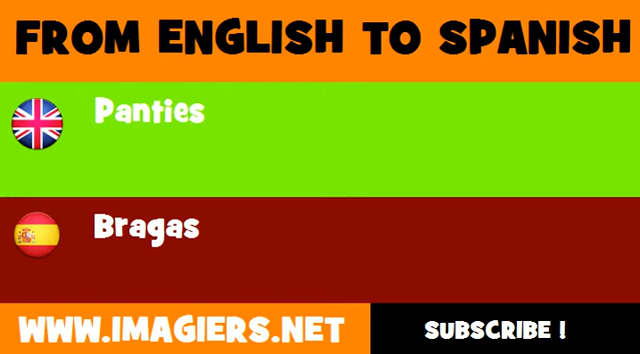 FROM ENGLISH TO SPANISH
Panties
Bragas
WWW.IMAGIERS.NET
SUBSCRIBE !